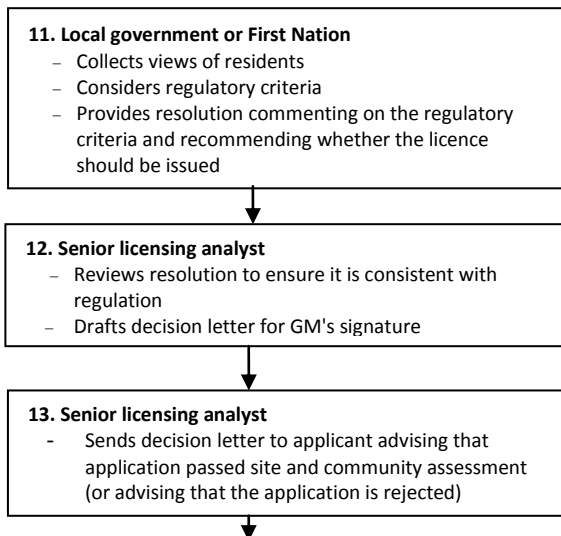 11. Local government or First Nation
– Collects views of residents
– Considers regulatory criteria
– Provides resolution commenting on the regulatory
criteria and recommending whether the licence
should be issued
12. Senior licensing analyst
– Reviews resolution to ensure it is consistent with
regulation
– Drafts decision letter for GM's signature
13. Senior licensing analyst
- Sends decision letter to applicant advising that
application passed site and community assessment
(or advising that the application is rejected)